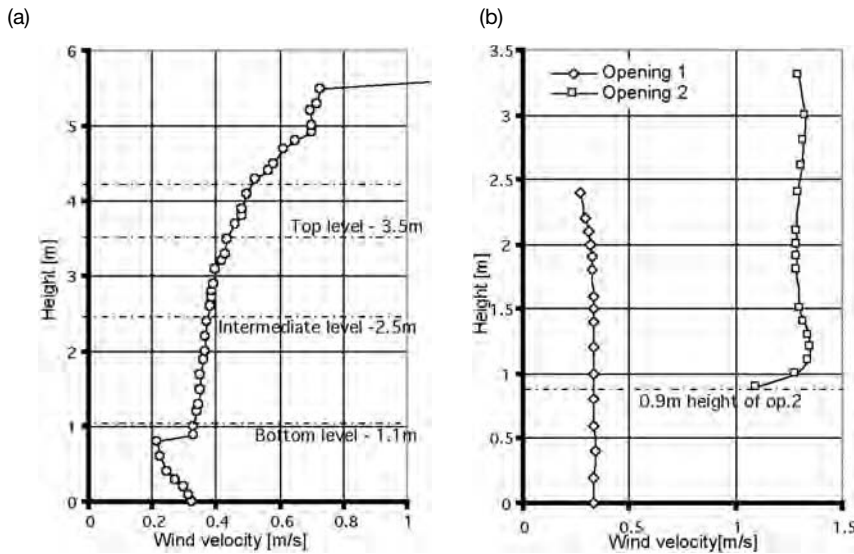 (a)
6
5
4
3
2
1
0
Height [m]
Top level - 3.5m
Intermediate level -2.5m
Bottom level - 1.1m
0 0.2 0.4 0.6 0.8 1
Wind velocity [m/s]
(b)
3.5
3
2.5
2
1.5
1
0.5
0
Height [m]
Opening 1
Opening 2
0.9m height of op.2
0 0.5 1 1.5
Wind velocity[m/s]